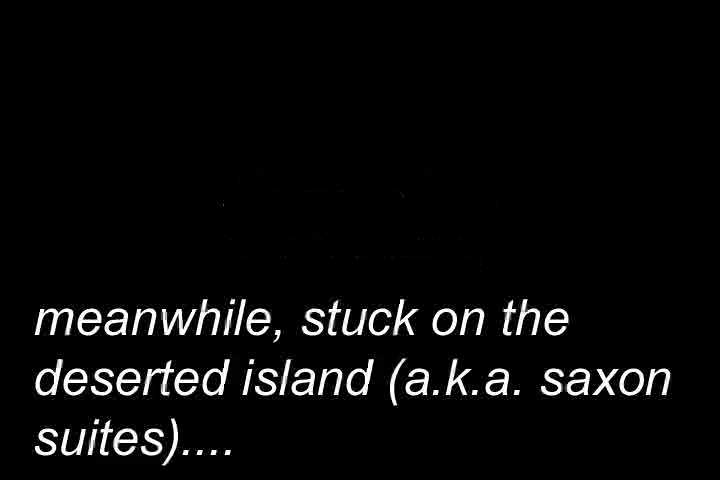 meanwhile, stuck on the
deserted island (a.k.a. saxon
suites)....